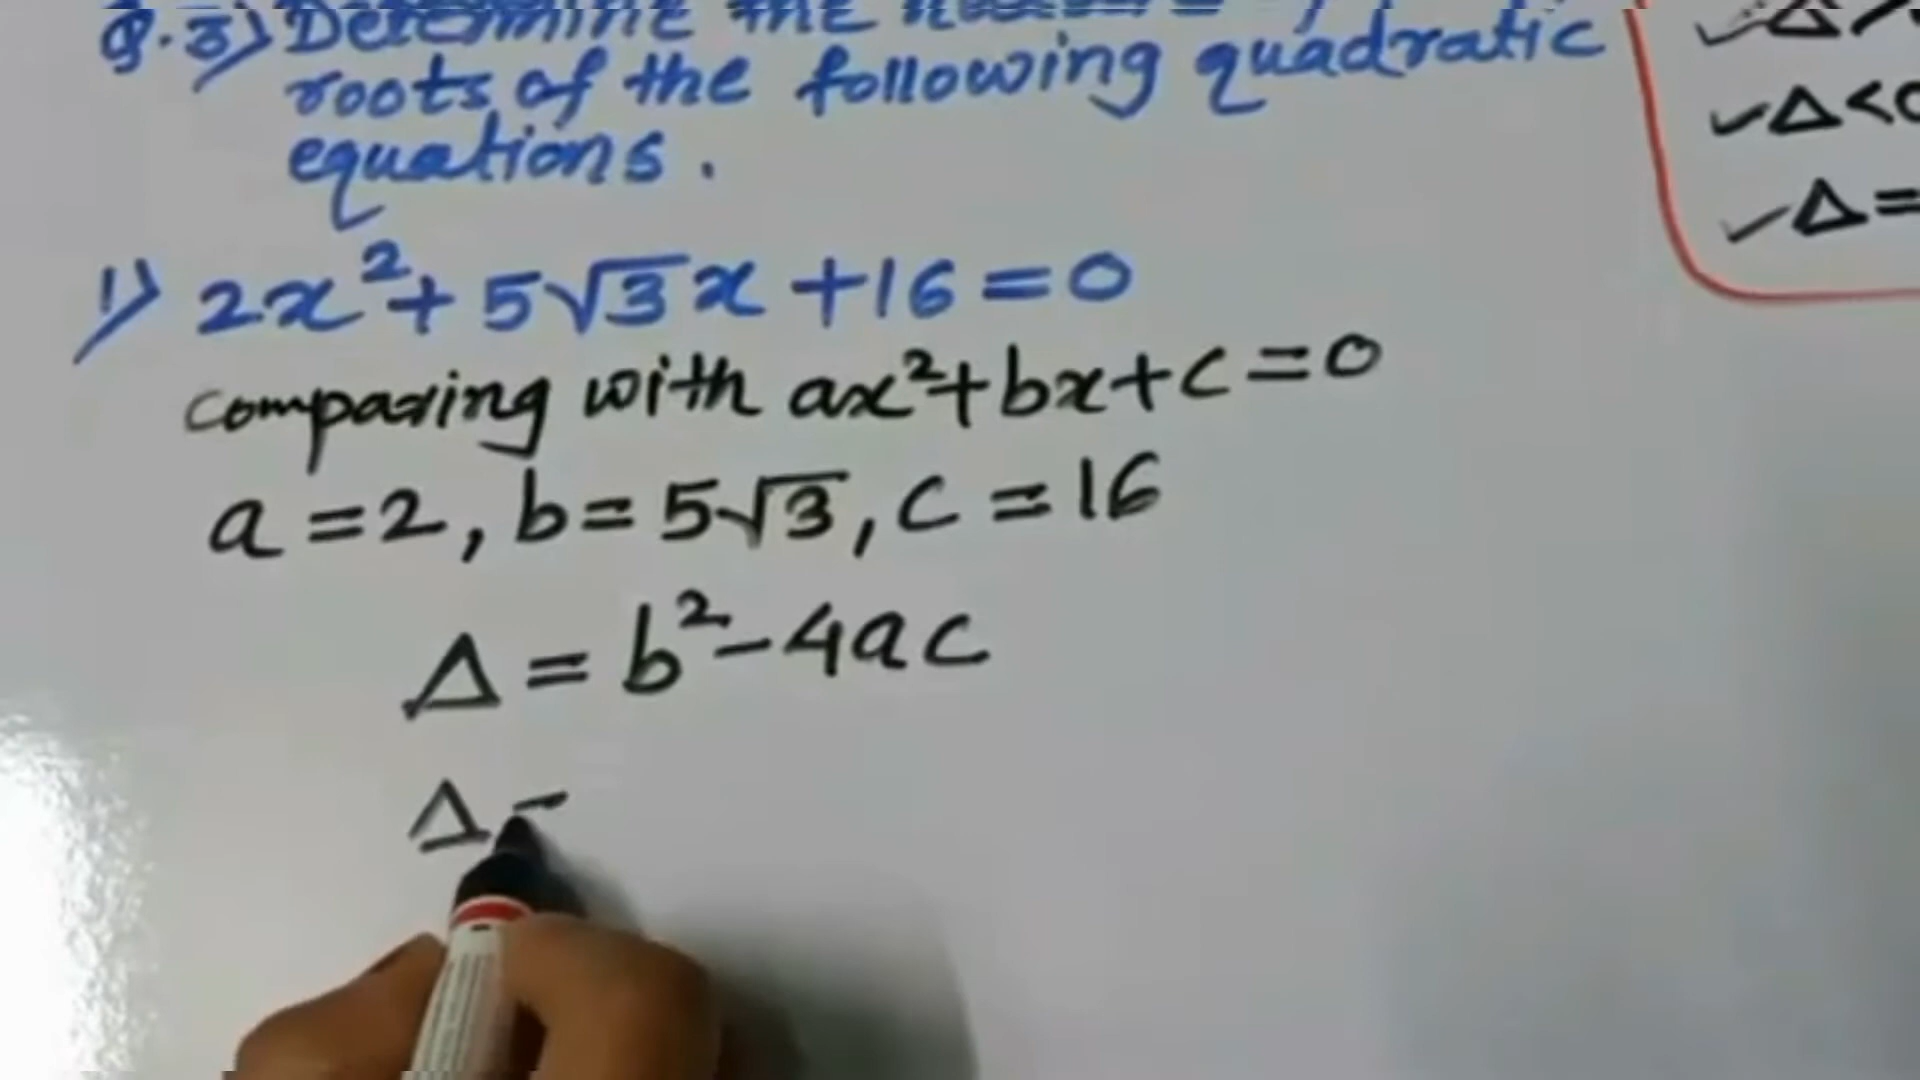 Q.3) Determine the nature of
roots of the following quadratic
equations.
Δ>
Δ<0
Δ=
1) 2x²+5√3x+16=0
Comparing with ax²+bx+c=0
a=2, b=5√3, c=16
Δ=b²-4ac
Δ